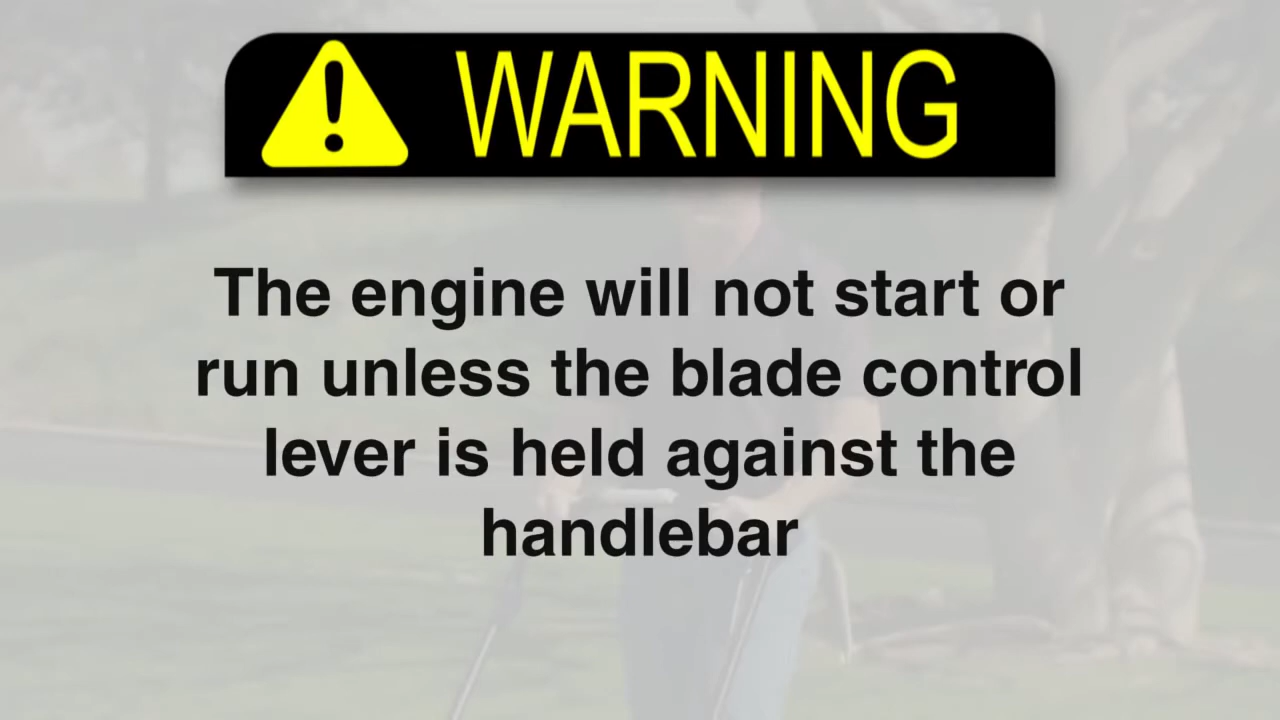 WARNING
The engine will not start or
run unless the blade control
lever is held against the
handlebar